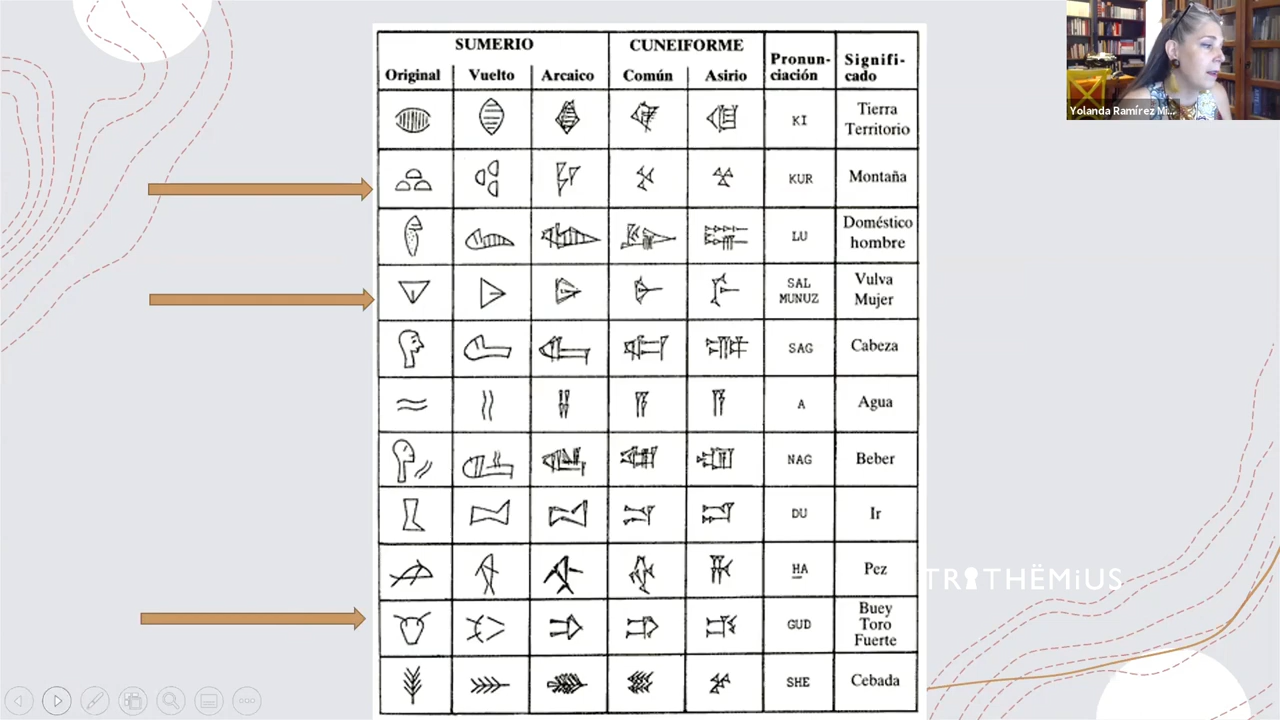 SUMERIO CUNEIFORME
Original Vuelto Arcaico Común Asirio Pronun-ciación Signifi-cado
KI Tierra Territorio
KUR Montaña
LU Doméstico hombre
SAL MUNUZ Vulva Mujer
SAG Cabeza
A Agua
NAG Beber
DU Ir
HA Pez
GUD Buey Toro Fuerte
SHE Cebada
Yolanda Ramírez Mi...
TRITHËMiUS